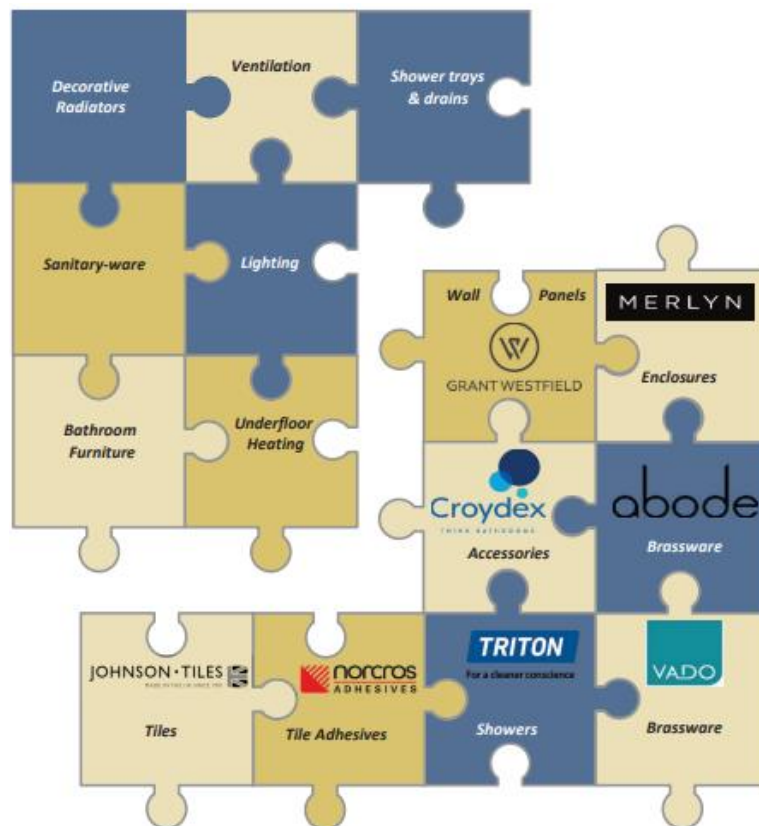 Decorative
Radiators
Ventilation
Shower trays
& drains
Sanitary-ware
Lighting
Bathroom
Furniture
Underfloor
Heating
Wall Panels
GRANT WESTFIELD
MERLYN
Enclosures
Croydex
THINK BATHROOMS
Accessories
abode
Brassware
JOHNSON • TILES
Tiles
norcros
ADHESIVES
Tile Adhesives
TRITON
For a cleaner conscience
Showers
VADO
Brassware